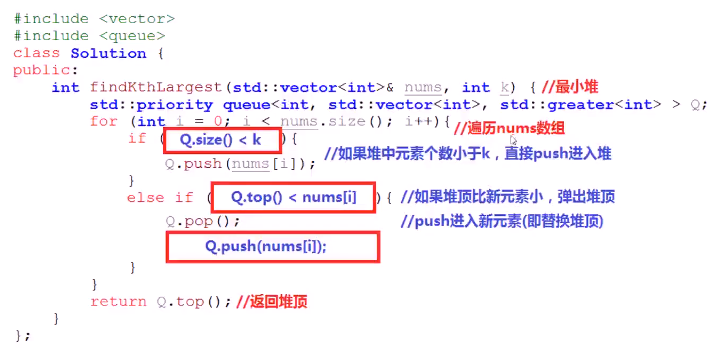 #include <vector>
#include <queue>
class Solution {
public:
int findKthLargest(std::vector<int>& nums, int k) { //最小堆
std::priority queue<int, std::vector<int>, std::greater<int> > Q;
for (int i = 0; i < nums.size(); i++){ //遍历nums数组
if ( Q.size() < k ){
Q.push(nums[i]); //如果堆中元素个数小于k，直接push进入堆
}
else if ( Q.top() < nums[i] ){ //如果堆顶比新元素小，弹出堆顶
Q.pop(); //push进入新元素(即替换堆顶)
Q.push(nums[i]);
}
}
return Q.top(); //返回堆顶
}
};